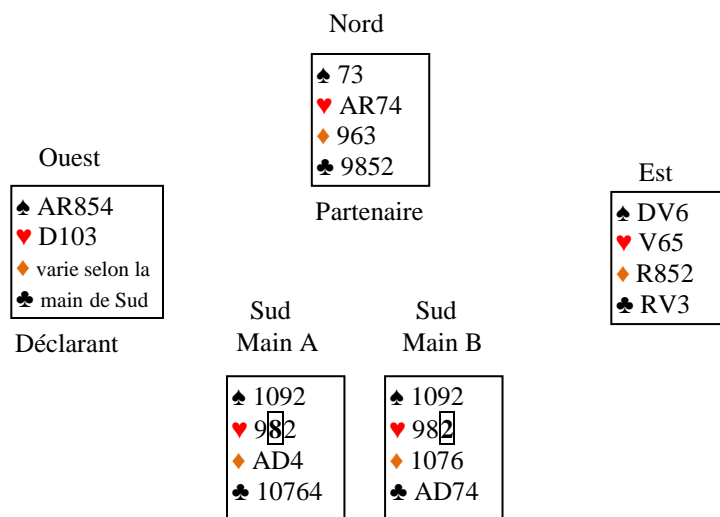 Nord
♠ 73
♥ AR74
♦ 963
♣ 9852
Partenaire
Ouest
♠ AR854
♥ D103
♦ varie selon la
♣ main de Sud
Déclarant
Est
♠ DV6
♥ V65
♦ R852
♣ RV3
Sud
Main A
♠ 1092
♥ 982
♦ AD4
♣ 10764
Sud
Main B
♠ 1092
♥ 982
♦ 1076
♣ AD74